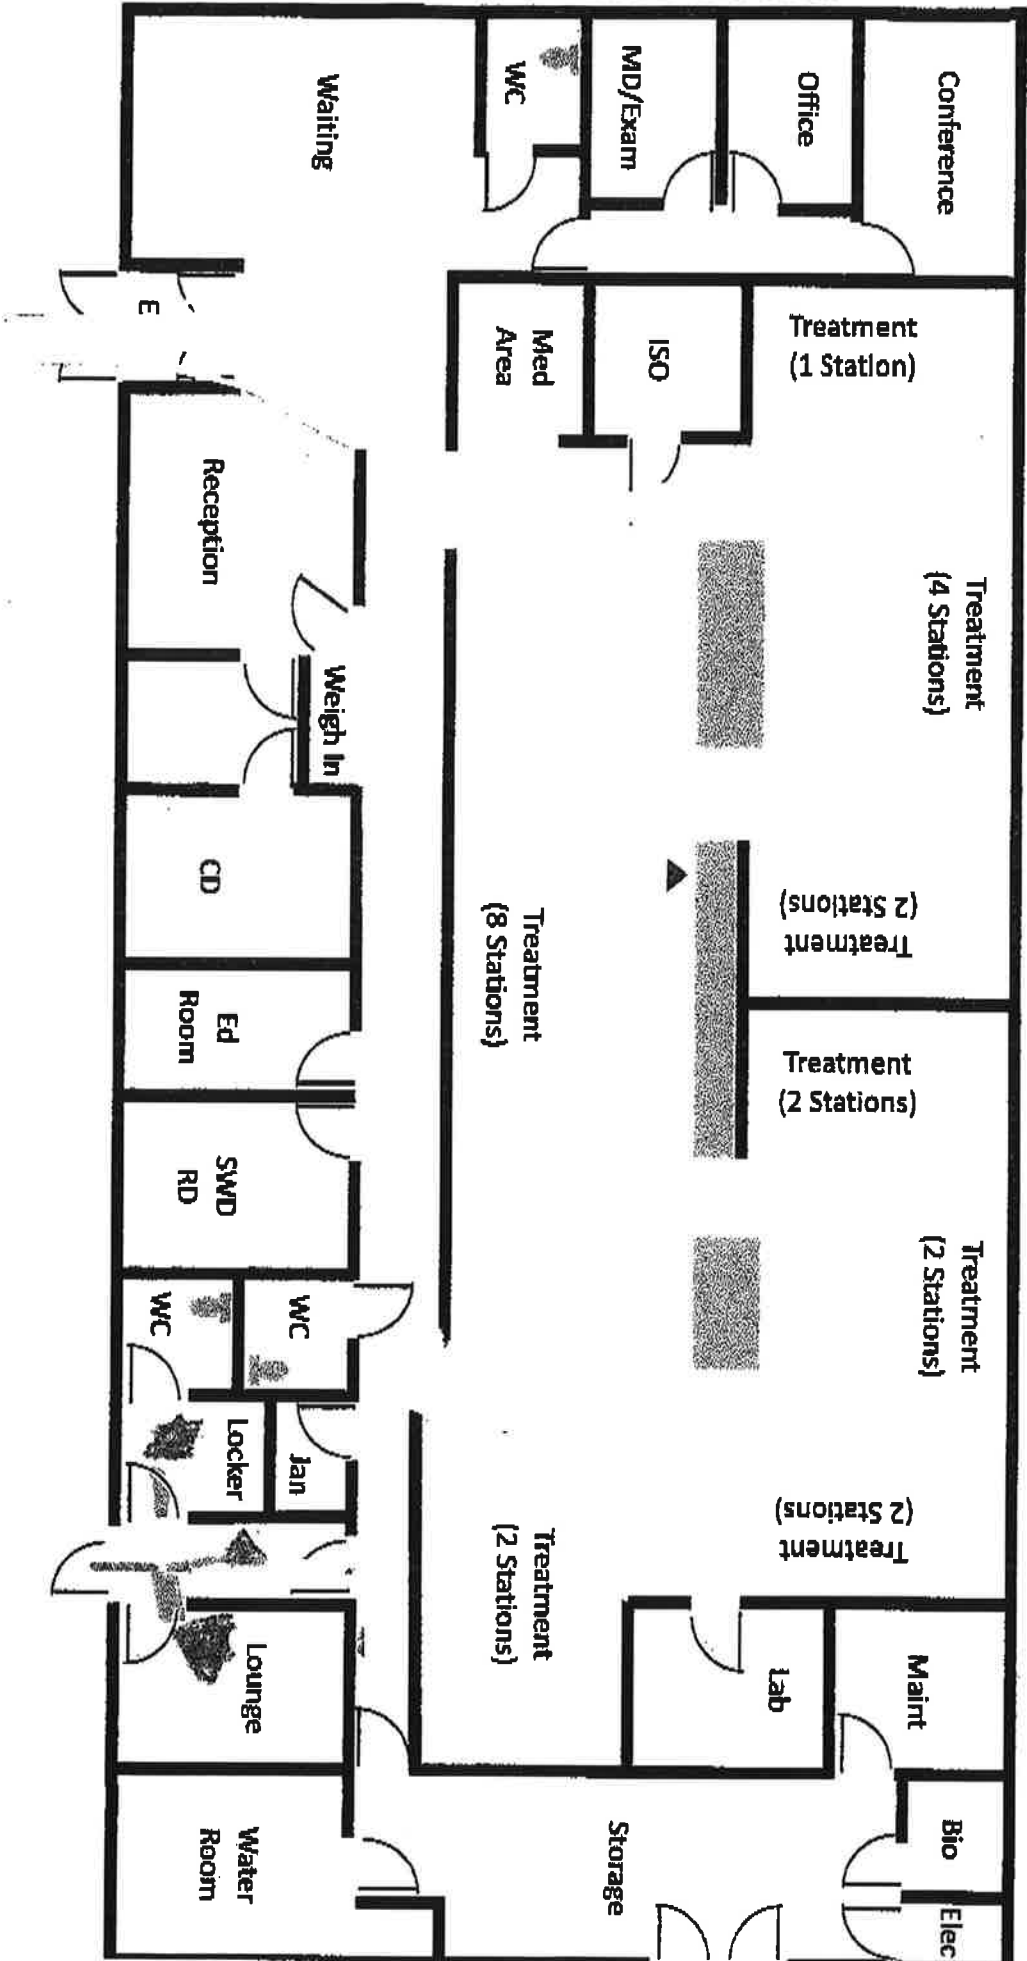 Conference
Office
MD/Exam
WC
Waiting
E
Treatment
(1 Station)
ISO
Med
Area
Reception
Treatment
(4 Stations)
Weigh In
CD
Treatment
(2 Stations)
Treatment
(8 Stations)
Treatment
(2 Stations)
Ed
Room
SWD
RD
Treatment
(2 Stations)
WC
WC
Locker
Jan
Treatment
(2 Stations)
Treatment
(2 Stations)
Lab
Maint
Lounge
Bio
Elec
Storage
Water
Room